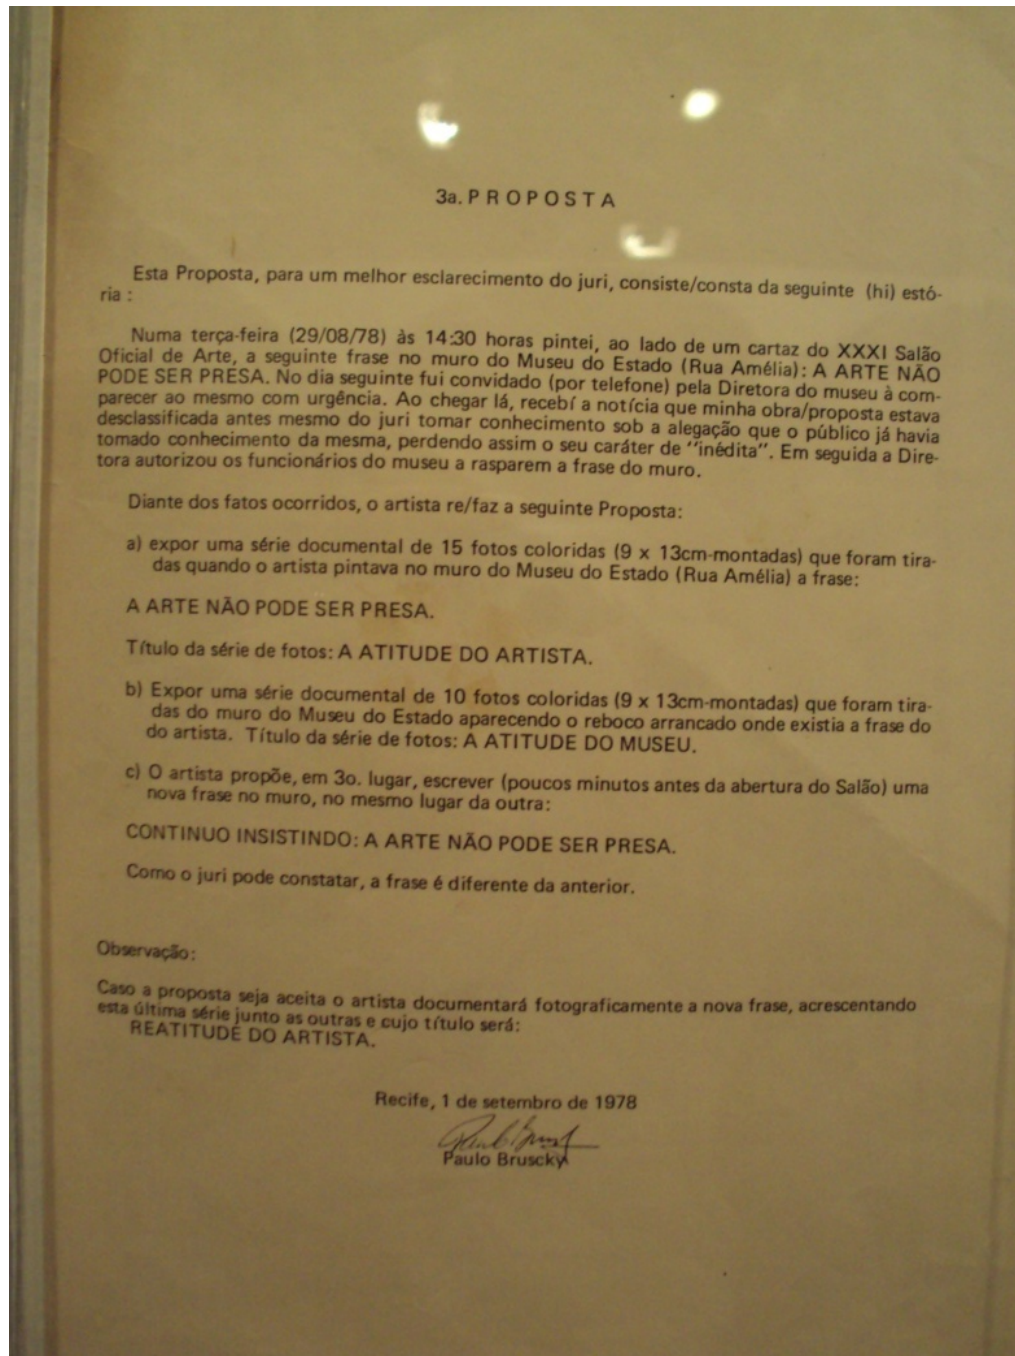 3a. P R O P O S T A
Esta Proposta, para um melhor esclarecimento do juri, consiste/consta da seguinte (hi) estó-
ria :
Numa terça-feira (29/08/78) às 14:30 horas pintei, ao lado de um cartaz do XXXI Salão
Oficial de Arte, a seguinte frase no muro do Museu do Estado (Rua Amélia): A ARTE NÃO
PODE SER PRESA. No dia seguinte fui convidado (por telefone) pela Diretora do museu à com-
parecer ao mesmo com urgência. Ao chegar lá, recebí a notícia que minha obra/proposta estava
desclassificada antes mesmo do juri tomar conhecimento sob a alegação que o público já havia
tomado conhecimento da mesma, perdendo assim o seu caráter de ''inédita''. Em seguida a Dire-
tora autorizou os funcionários do museu a rasparem a frase do muro.
Diante dos fatos ocorridos, o artista re/faz a seguinte Proposta:
a) expor uma série documental de 15 fotos coloridas (9 x 13cm-montadas) que foram tira-
das quando o artista pintava no muro do Museu do Estado (Rua Amélia) a frase:
A ARTE NÃO PODE SER PRESA.
Título da série de fotos: A ATITUDE DO ARTISTA.
b) Expor uma série documental de 10 fotos coloridas (9 x 13cm-montadas) que foram tira-
das do muro do Museu do Estado aparecendo o reboco arrancado onde existia a frase do
do artista. Título da série de fotos: A ATITUDE DO MUSEU.
c) O artista propõe, em 3o. lugar, escrever (poucos minutos antes da abertura do Salão) uma
nova frase no muro, no mesmo lugar da outra:
CONTINUO INSISTINDO: A ARTE NÃO PODE SER PRESA.
Como o juri pode constatar, a frase é diferente da anterior.
Observação:
Caso a proposta seja aceita o artista documentará fotograficamente a nova frase, acrescentando
esta última série junto as outras e cujo título será:
REATITUDE DO ARTISTA.
Recife, 1 de setembro de 1978
Paulo Bruscky